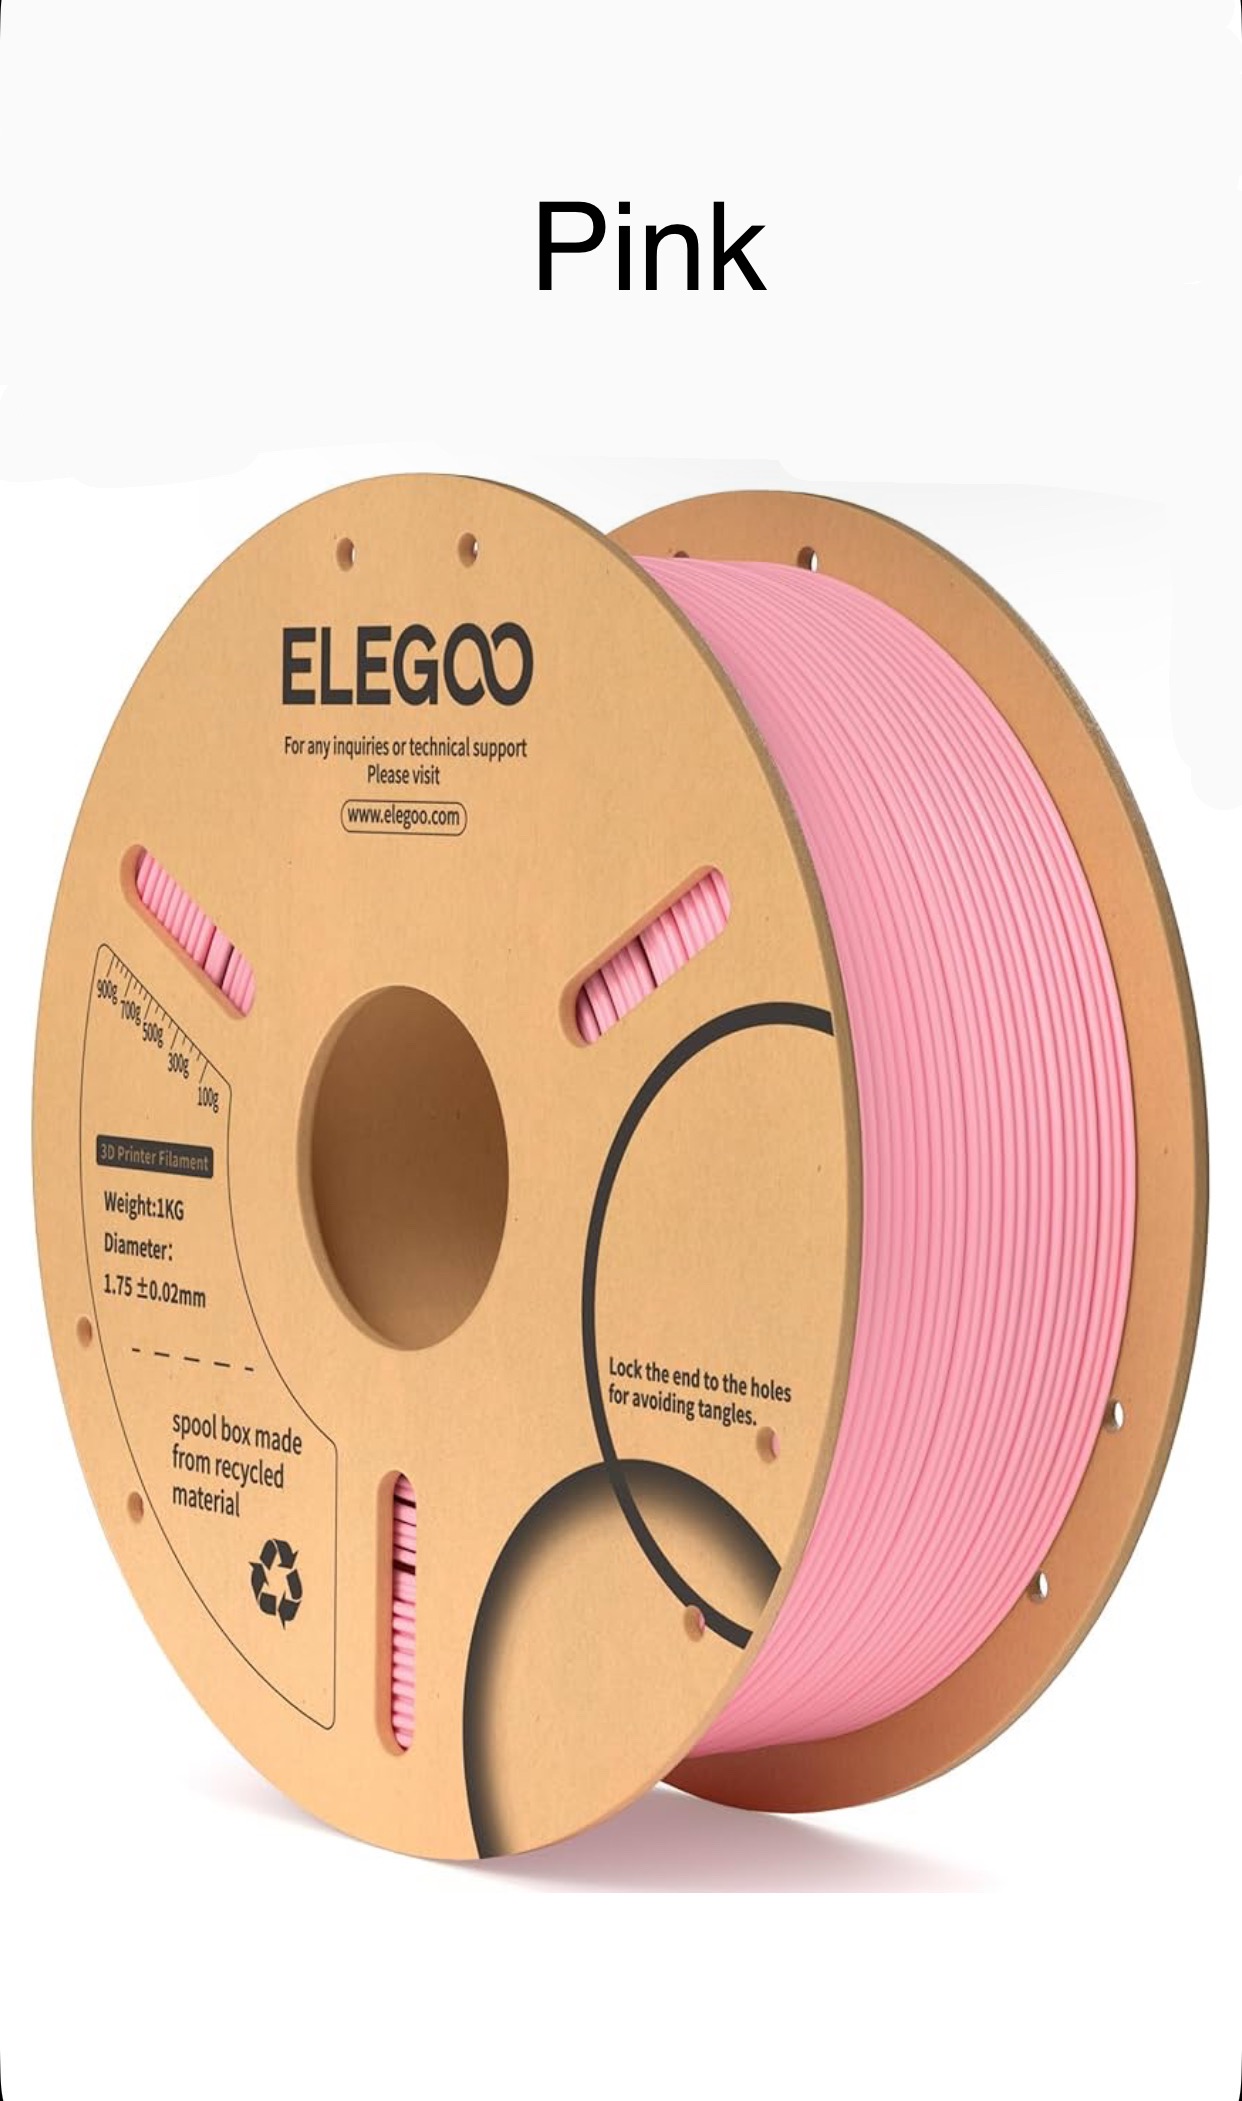 Pink
ELEGOO
For any inquiries or technical support
Please visit
www.elegoo.com
900g
700g
500g
300g
100g
3D Printer Filament
Weight:1KG
Diameter:
1.75 ±0.02mm
spool box made
from recycled
material
Lock the end to the holes
for avoiding tangles.